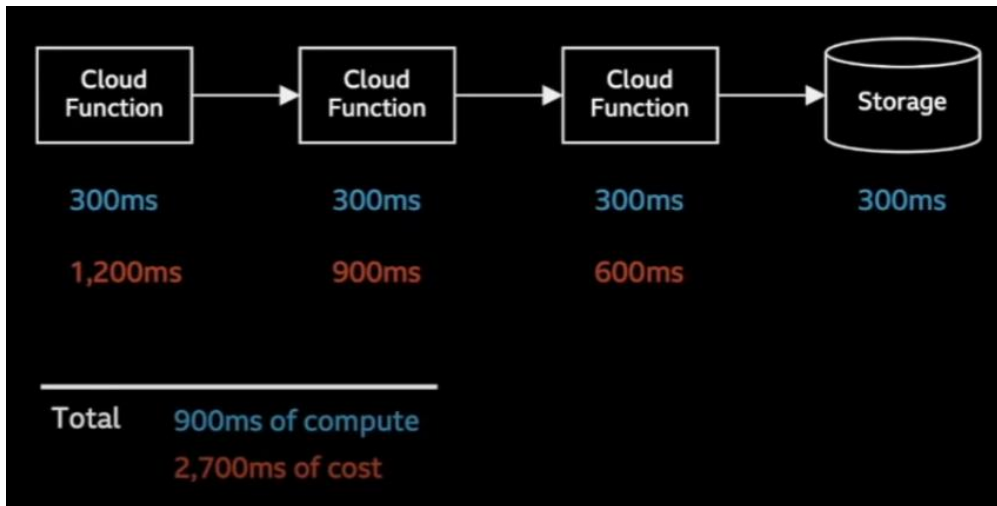 Cloud
Function
Cloud
Function
Cloud
Function
Storage
300ms
300ms
300ms
300ms
1,200ms
900ms
600ms
Total
900ms of compute
2,700ms of cost